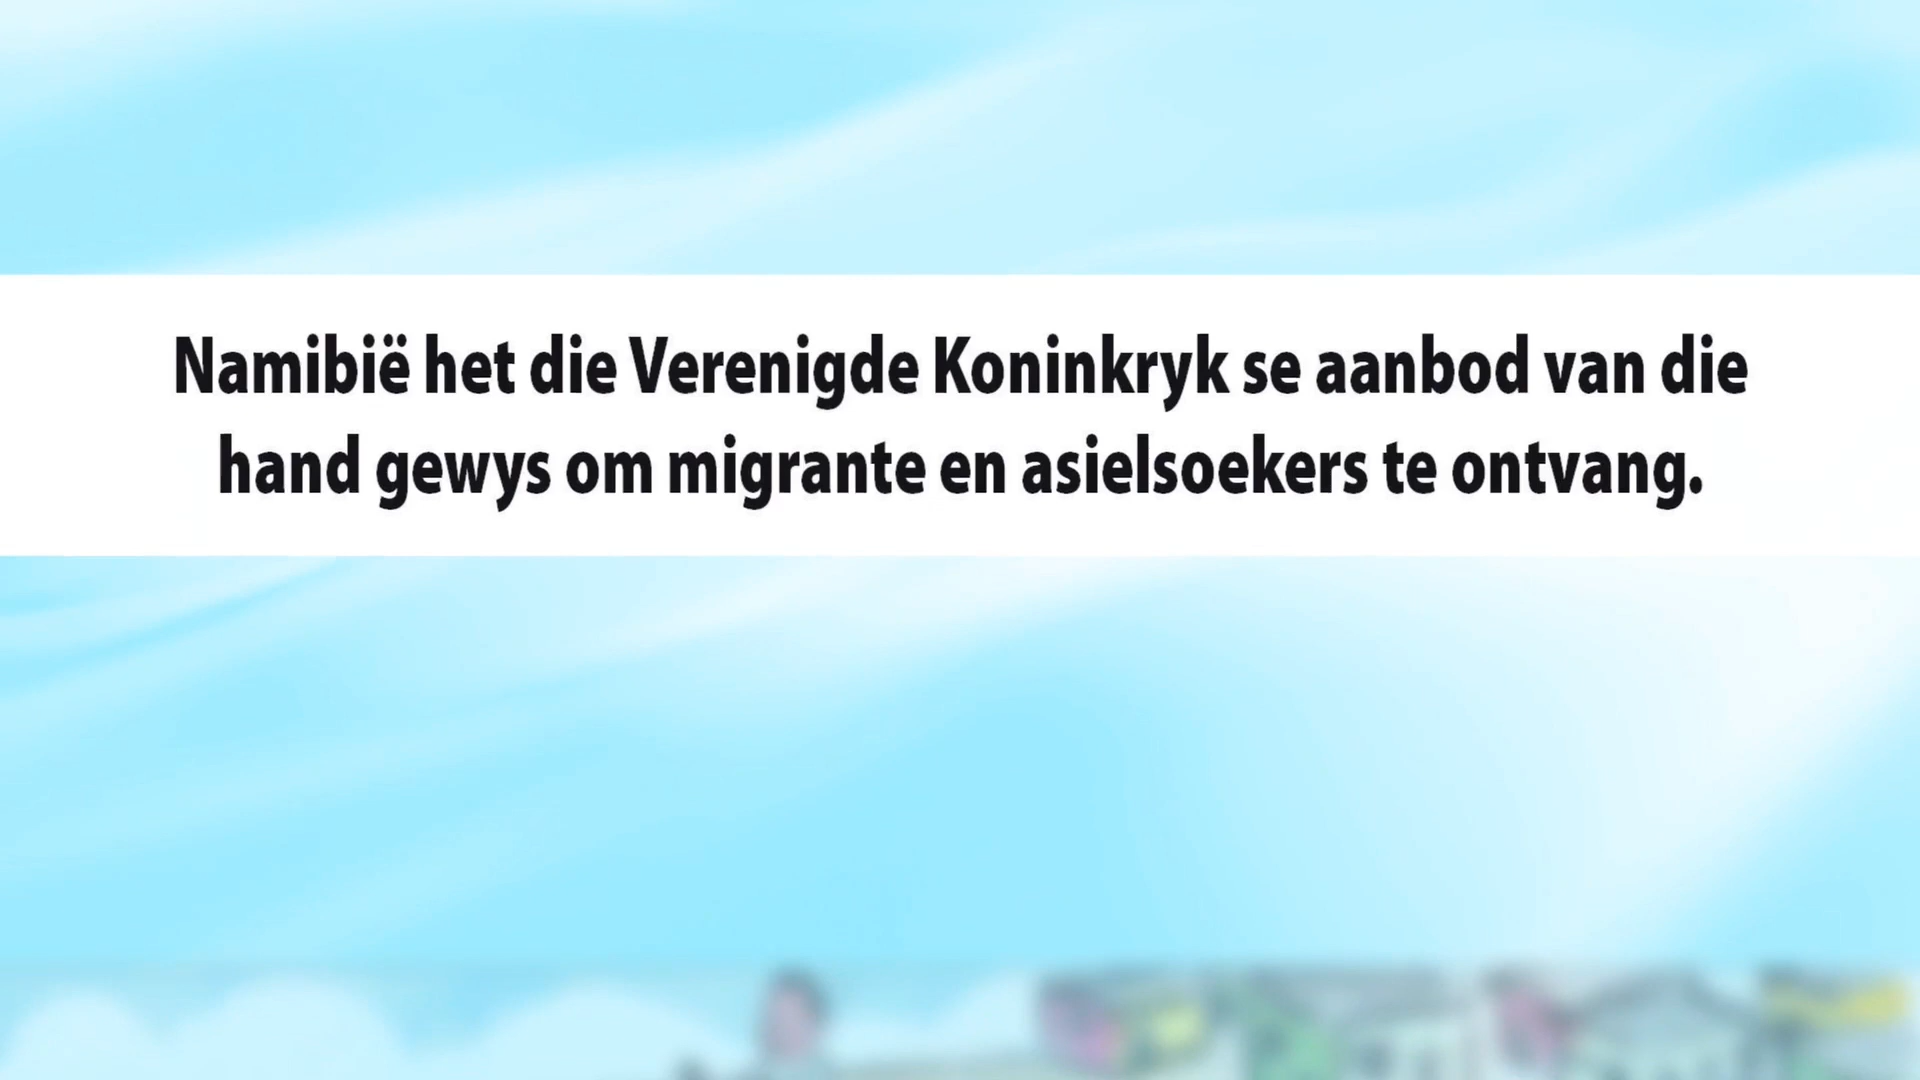 Namibië het die Verenigde Koninkryk se aanbod van die
hand gewys om migrante en asielsoekers te ontvang.